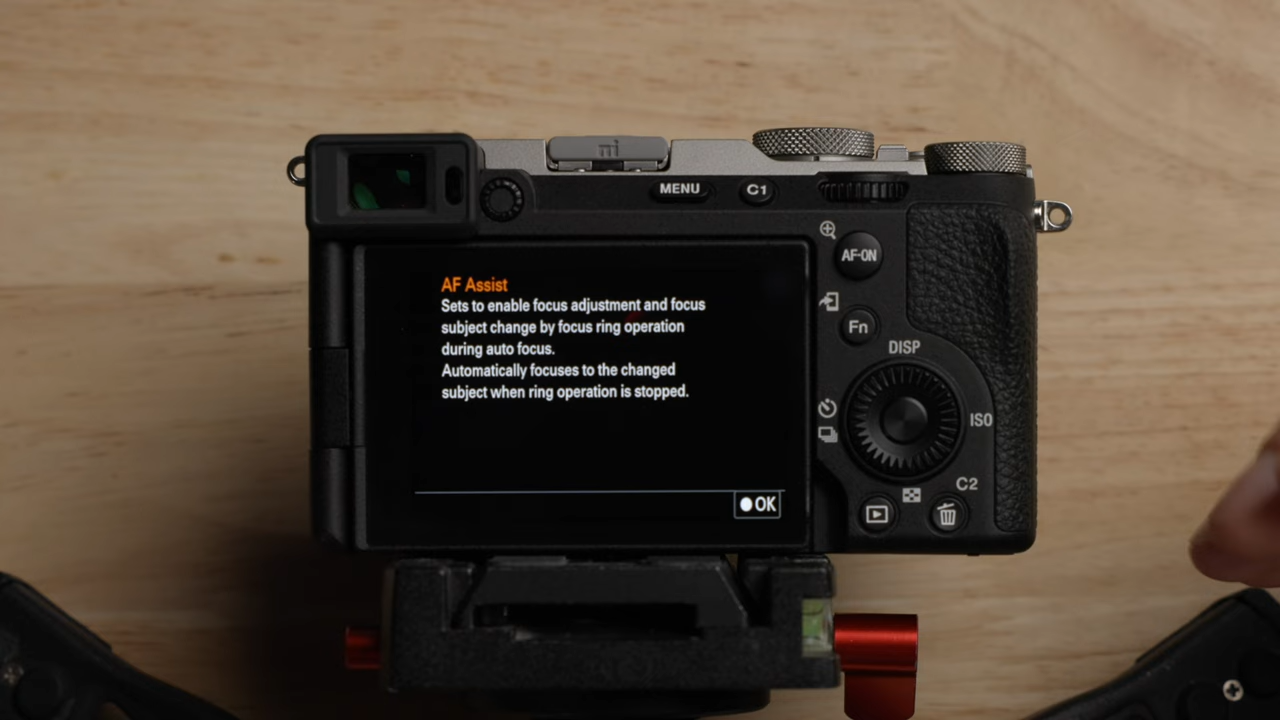 MENU
C1
AF-ON
Fn
DISP
ISO
C2
AF Assist
Sets to enable focus adjustment and focus
subject change by focus ring operation
during auto focus.
Automatically focuses to the changed
subject when ring operation is stopped.
OK